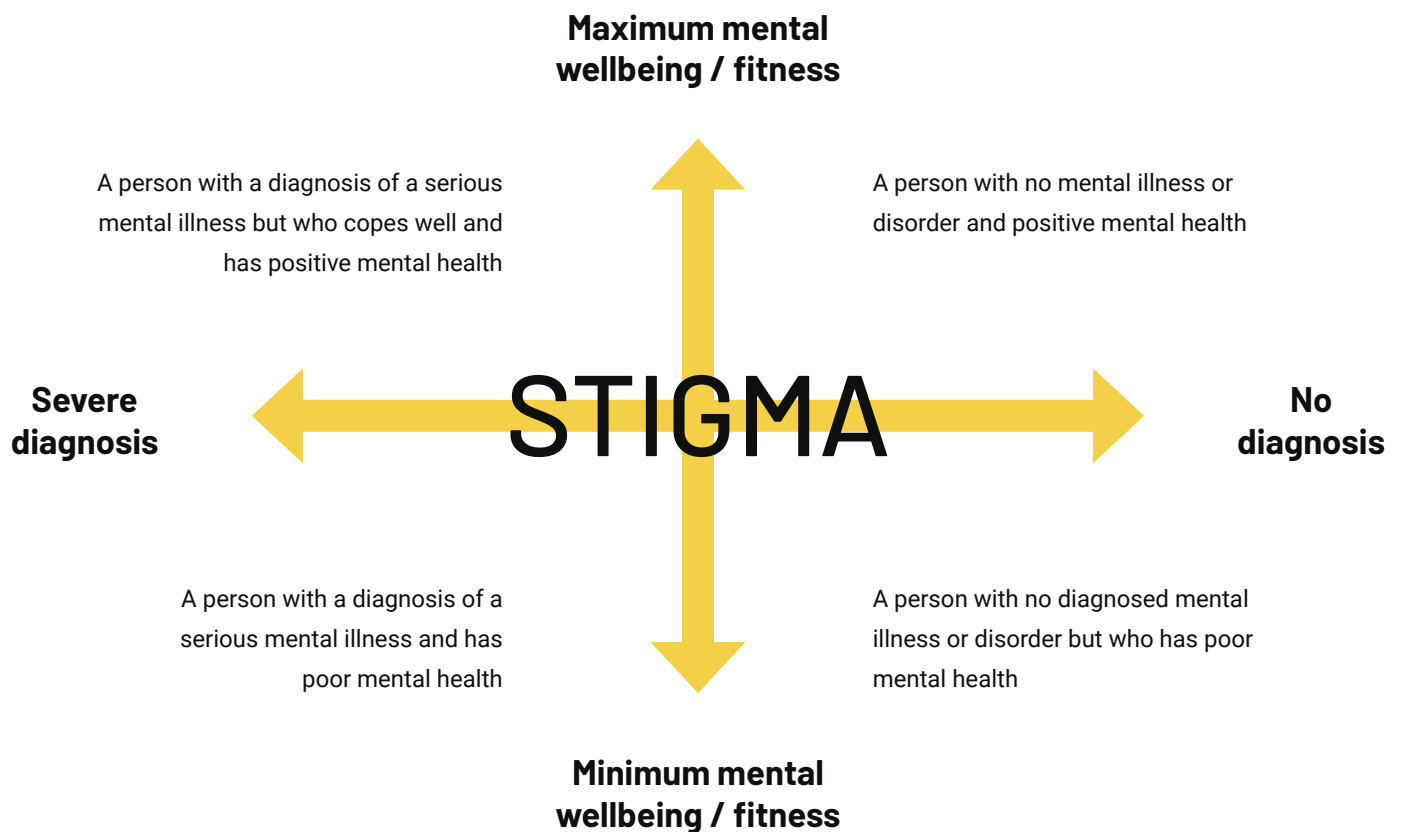 Maximum mental
wellbeing / fitness
A person with a diagnosis of a serious
mental illness but who copes well and
has positive mental health
A person with no mental illness or
disorder and positive mental health
Severe
diagnosis
STIGMA
No
diagnosis
A person with a diagnosis of a
serious mental illness and has
poor mental health
A person with no diagnosed mental
illness or disorder but who has poor
mental health
Minimum mental
wellbeing / fitness